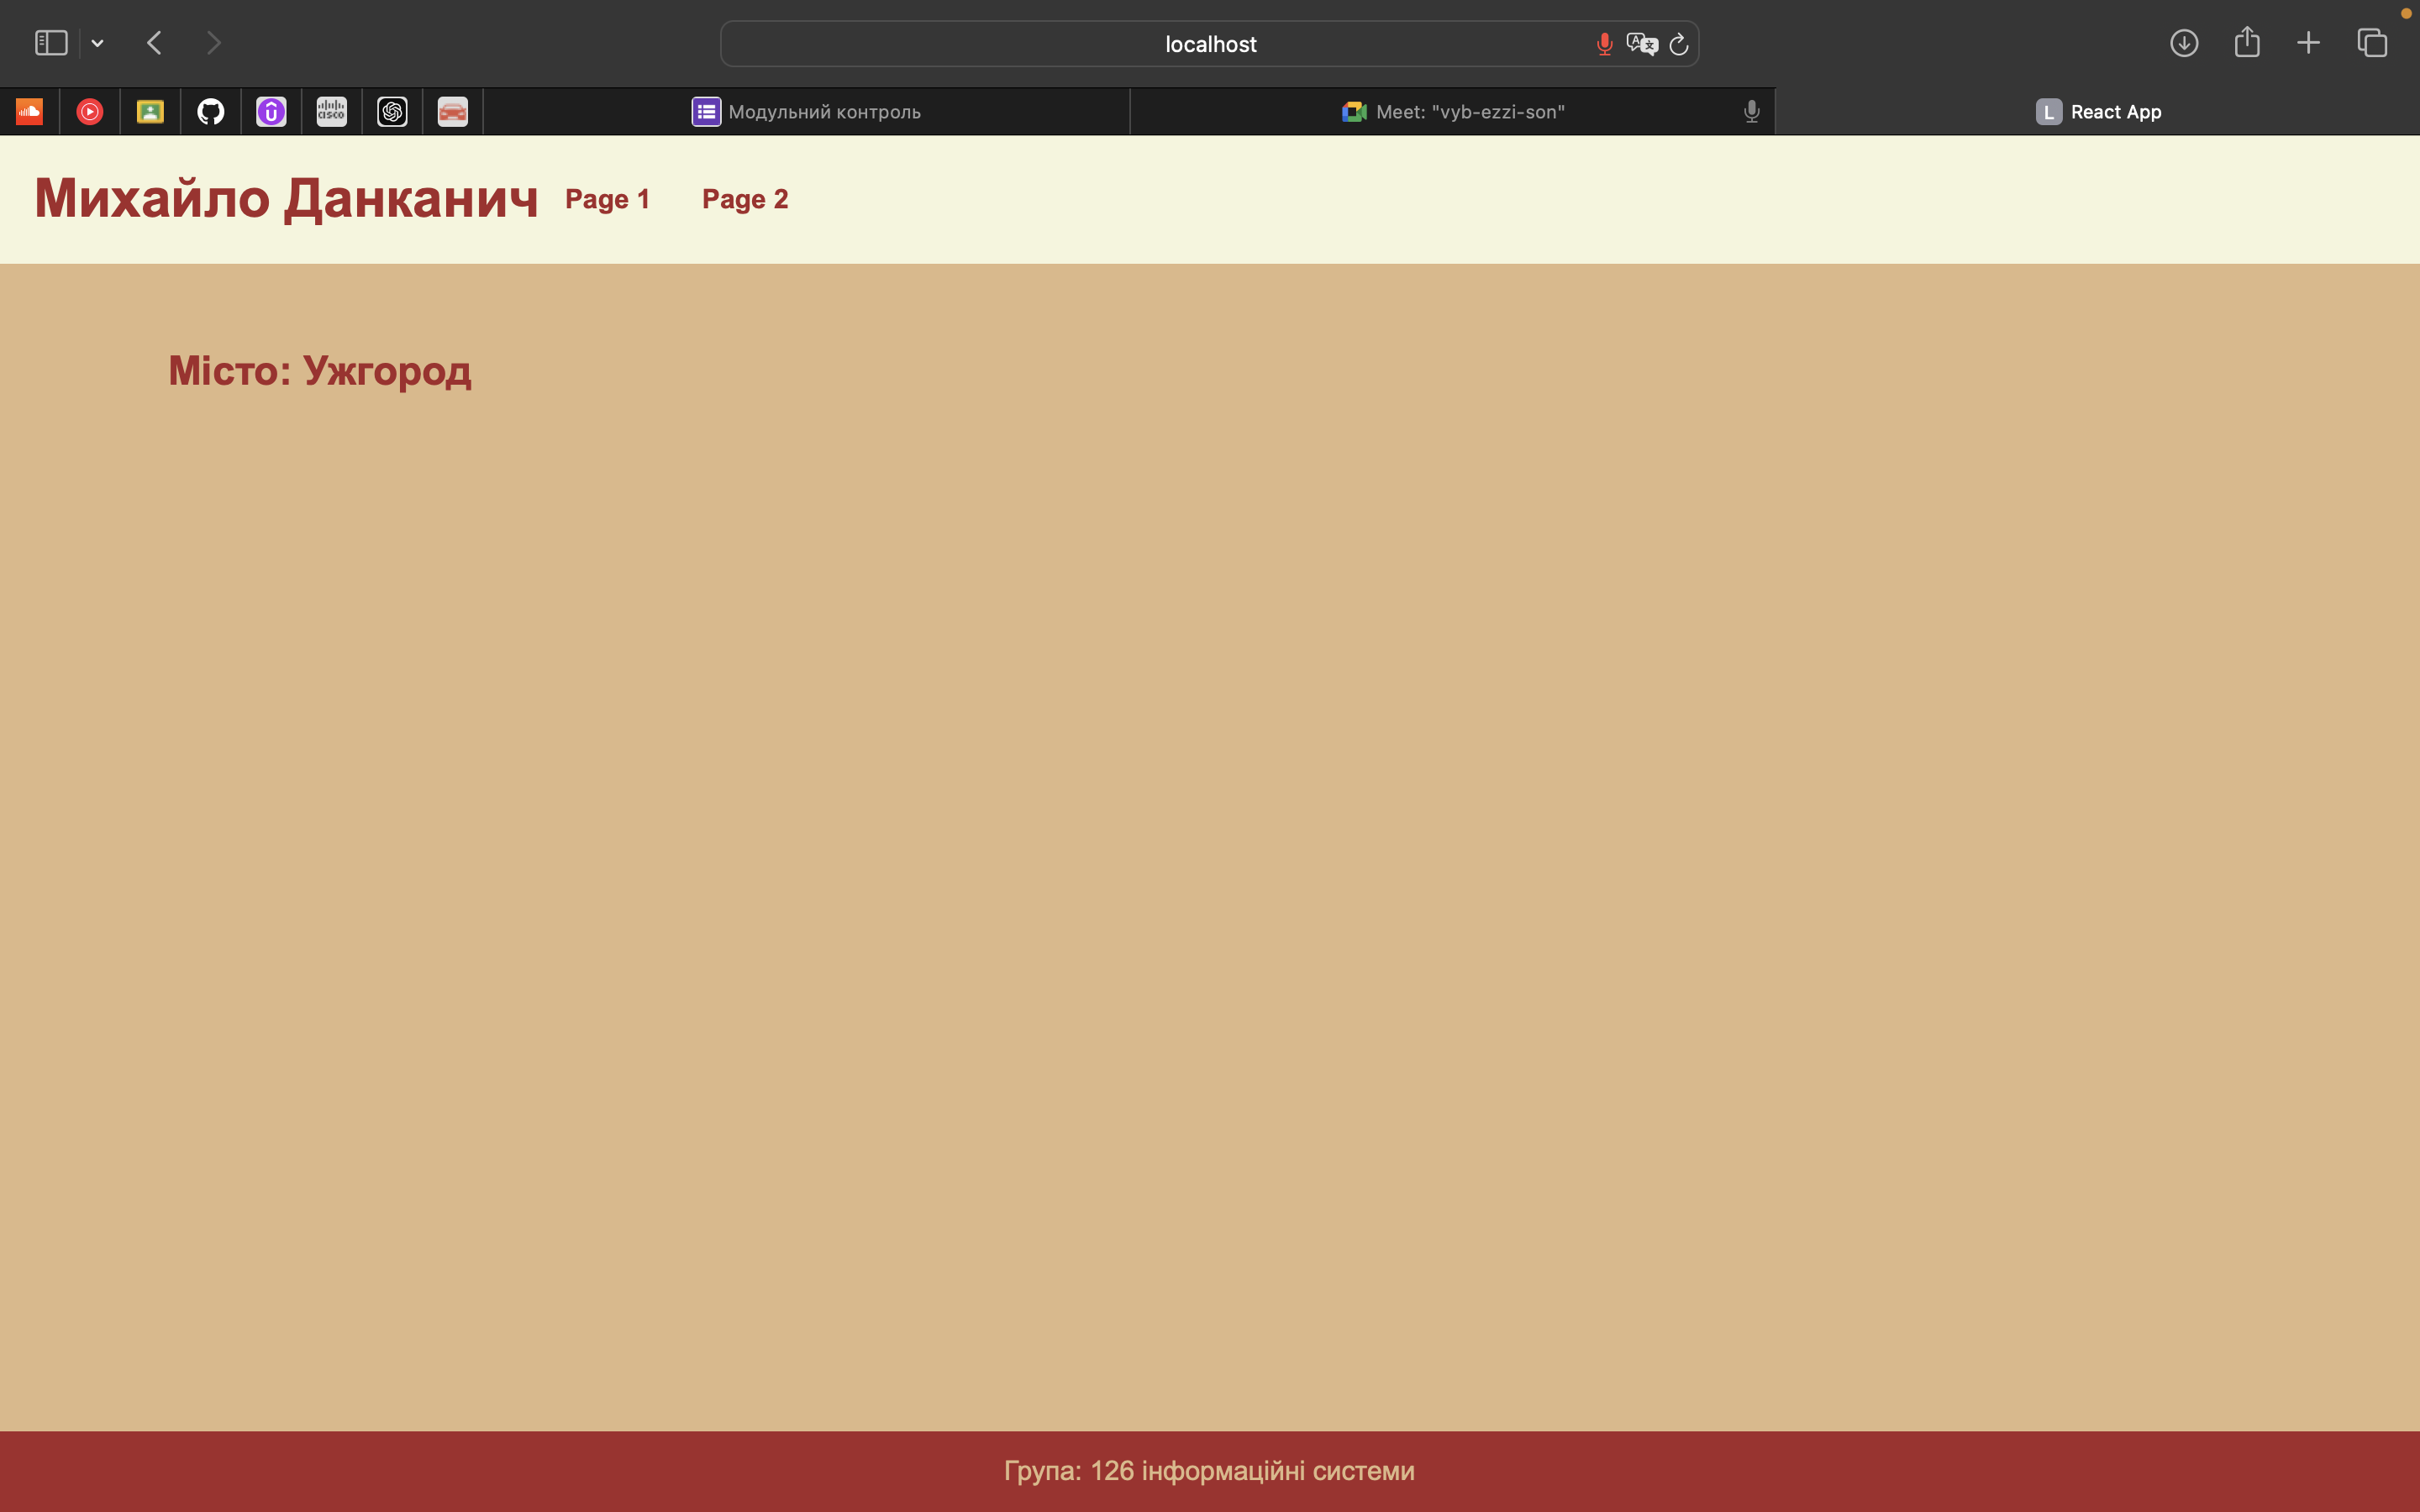 localhost
Модульний контроль
Meet: "vyb-ezzi-son"
L React App
Михайло Данканич Page 1 Page 2
Місто: Ужгород
Група: 126 інформаційні системи